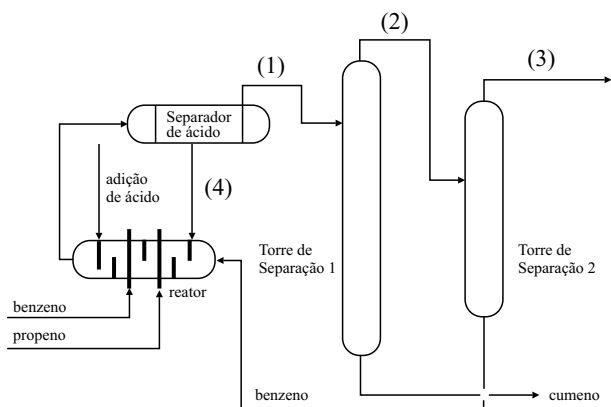 (2)
(3)
(1)
Separador
de ácido
adição
de ácido
(4)
Torre de
Separação 1
Torre de
Separação 2
reator
benzeno
propeno
benzeno
cumeno